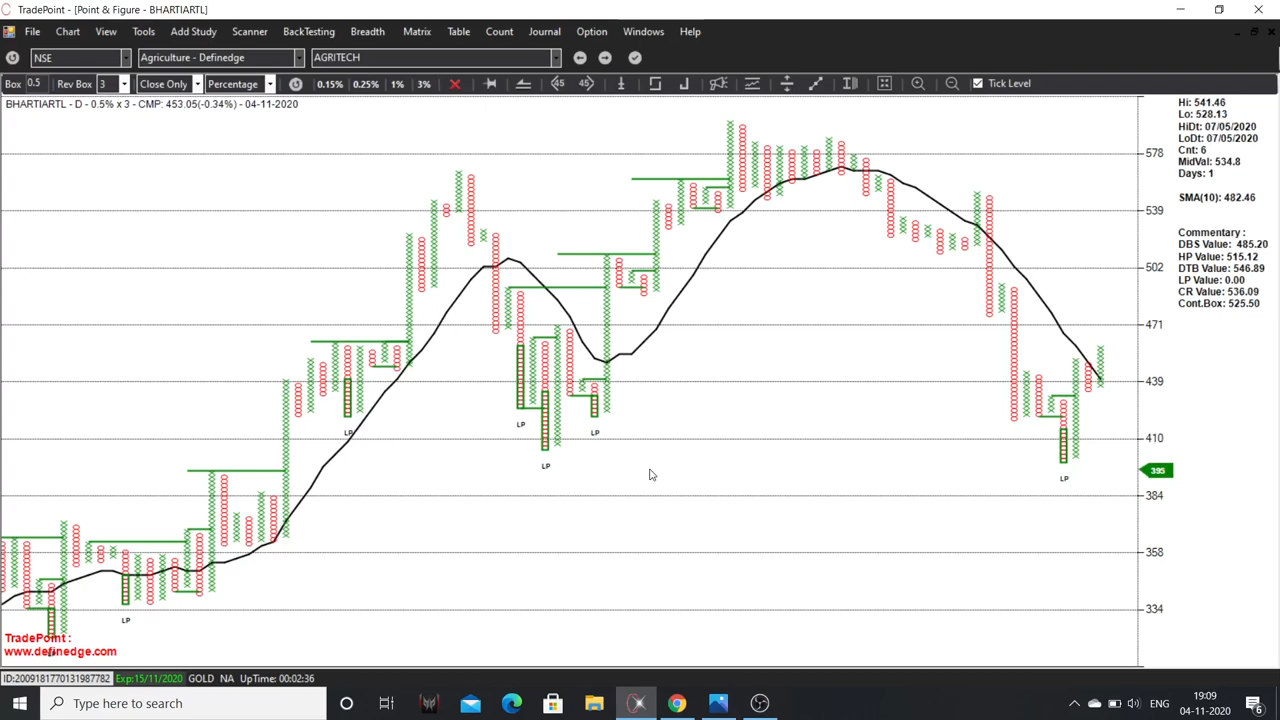 TradePoint - [Point & Figure - BHARTIARTL]
File Chart View Tools Add Study Scanner BackTesting Breadth Matrix Table Count Journal Option Windows Help
NSE Agriculture - Definedge AGRITECH
Box 0.5 Rev Box 3 Close Only Percentage 0.15% 0.25% 1% 3% 45 45 Tick Level
BHARTIARTL - D - 0.5% x 3 - CMP: 453.05(-0.34%) - 04-11-2020
Hi: 541.46
Lo: 528.13
HiDt: 07/05/2020
LoDt: 07/05/2020
Cnt: 6
MidVal: 534.8
Days: 1
SMA(10): 482.46
Commentary :
DBS Value: 485.20
HP Value: 515.12
DTB Value: 546.89
LP Value: 0.00
CR Value: 536.09
Cont.Box: 525.50
578
539
502
471
439
410
395
384
358
334
LP
LP
LP
LP
LP
LP
TradePoint :
www.definedge.com
ID:2009181770131987782 Exp:15/11/2020 GOLD NA UpTime: 00:02:36
Type here to search
ENG
19:09
04-11-2020
6